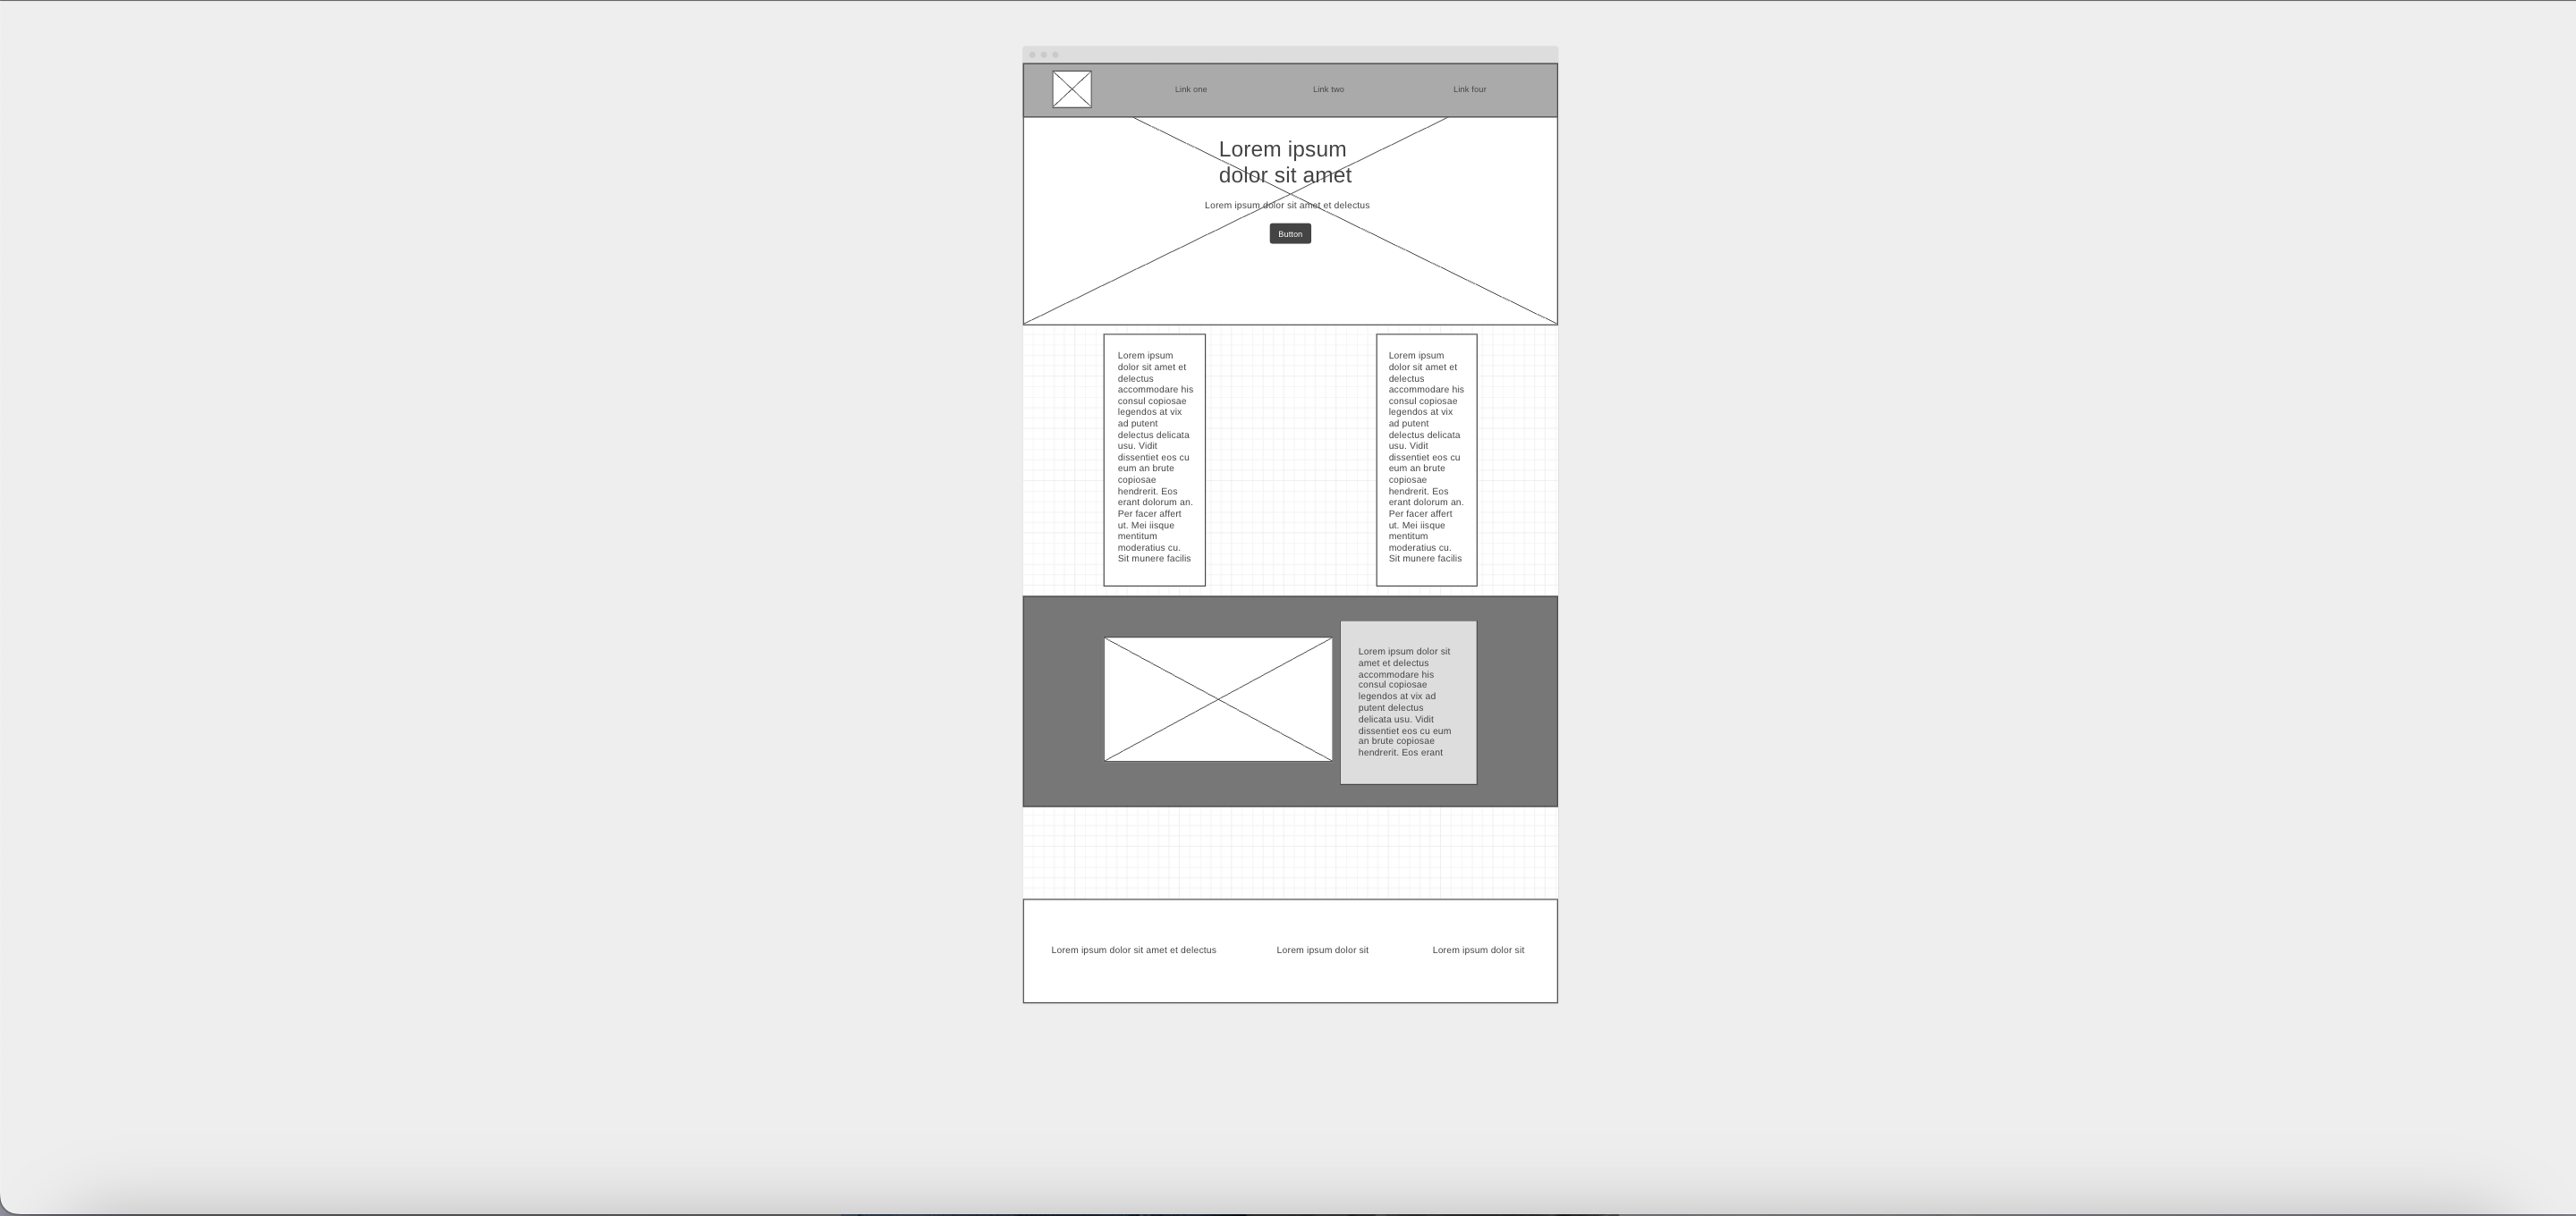 Link one
Link two
Link four
Lorem ipsum
dolor sit amet
Lorem ipsum dolor sit amet et delectus
Button
Lorem ipsum
dolor sit amet et
delectus
accommodare his
consul copiosae
legendos at vix
ad putent
delectus delicata
usu. Vidit
dissentiet eos cu
eum an brute
copiosae
hendrerit. Eos
erant dolorum an.
Per facer affert
ut. Mei iisque
mentitum
moderatius cu.
Sit munere facilis
Lorem ipsum
dolor sit amet et
delectus
accommodare his
consul copiosae
legendos at vix
ad putent
delectus delicata
usu. Vidit
dissentiet eos cu
eum an brute
copiosae
hendrerit. Eos
erant dolorum an.
Per facer affert
ut. Mei iisque
mentitum
moderatius cu.
Sit munere facilis
Lorem ipsum dolor sit
amet et delectus
accommodare his
consul copiosae
legendos at vix ad
putent delectus
delicata usu. Vidit
dissentiet eos cu eum
an brute copiosae
hendrerit. Eos erant
Lorem ipsum dolor sit amet et delectus
Lorem ipsum dolor sit
Lorem ipsum dolor sit